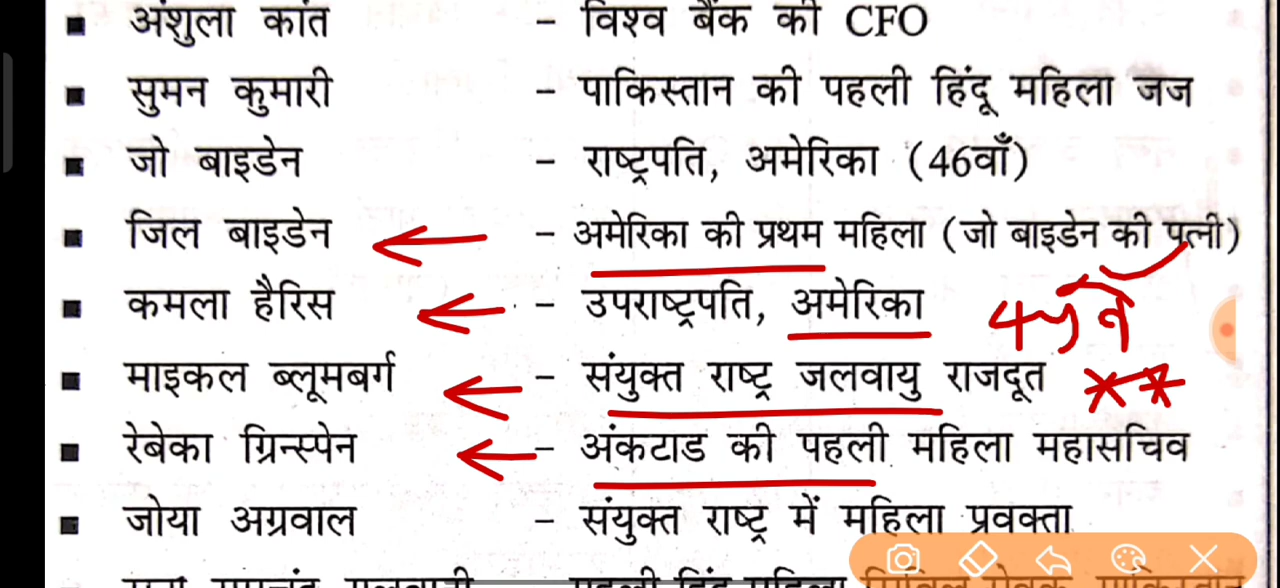 अंशुला कांत - विश्व बैंक की CFO
सुमन कुमारी - पाकिस्तान की पहली हिंदू महिला जज
जो बाइडेन - राष्ट्रपति, अमेरिका (46वाँ)
जिल बाइडेन - अमेरिका की प्रथम महिला (जो बाइडेन की पत्नी)
कमला हैरिस - उपराष्ट्रपति, अमेरिका
माइकल ब्लूमबर्ग - संयुक्त राष्ट्र जलवायु राजदूत **
रेबेका ग्रिन्स्पेन - अंकटाड की पहली महिला महासचिव
जोया अग्रवाल - संयुक्त राष्ट्र में महिला प्रवक्ता